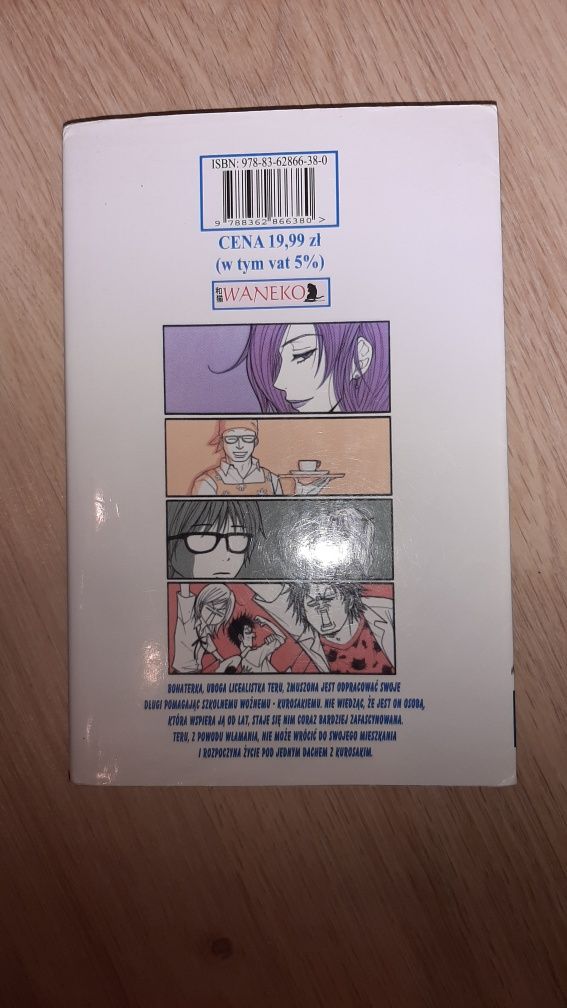 ISBN: 978-83-62866-38-0
9 788362 866380 >
CENA 19,99 zł
(w tym vat 5%)
和猫 WANEKO
BOHATERKA, UBOGA LICEALISTKA TERU, ZMUSZONA JEST ODPRACOWAĆ SWOJE
DŁUGI POMAGAJĄC SZKOLNEMU WOŹNEMU - KUROSAKIEMU. NIE WIEDZĄC, ŻE JEST ON OSOBĄ,
KTÓRA WSPIERA JĄ OD LAT, STAJE SIĘ NIM CORAZ BARDZIEJ ZAFASCYNOWANA.
TERU, Z POWODU WŁAMANIA, NIE MOŻE WRÓCIĆ DO SWOJEGO MIESZKANIA
I ROZPOCZYNA ŻYCIE POD JEDNYM DACHEM Z KUROSAKIM.